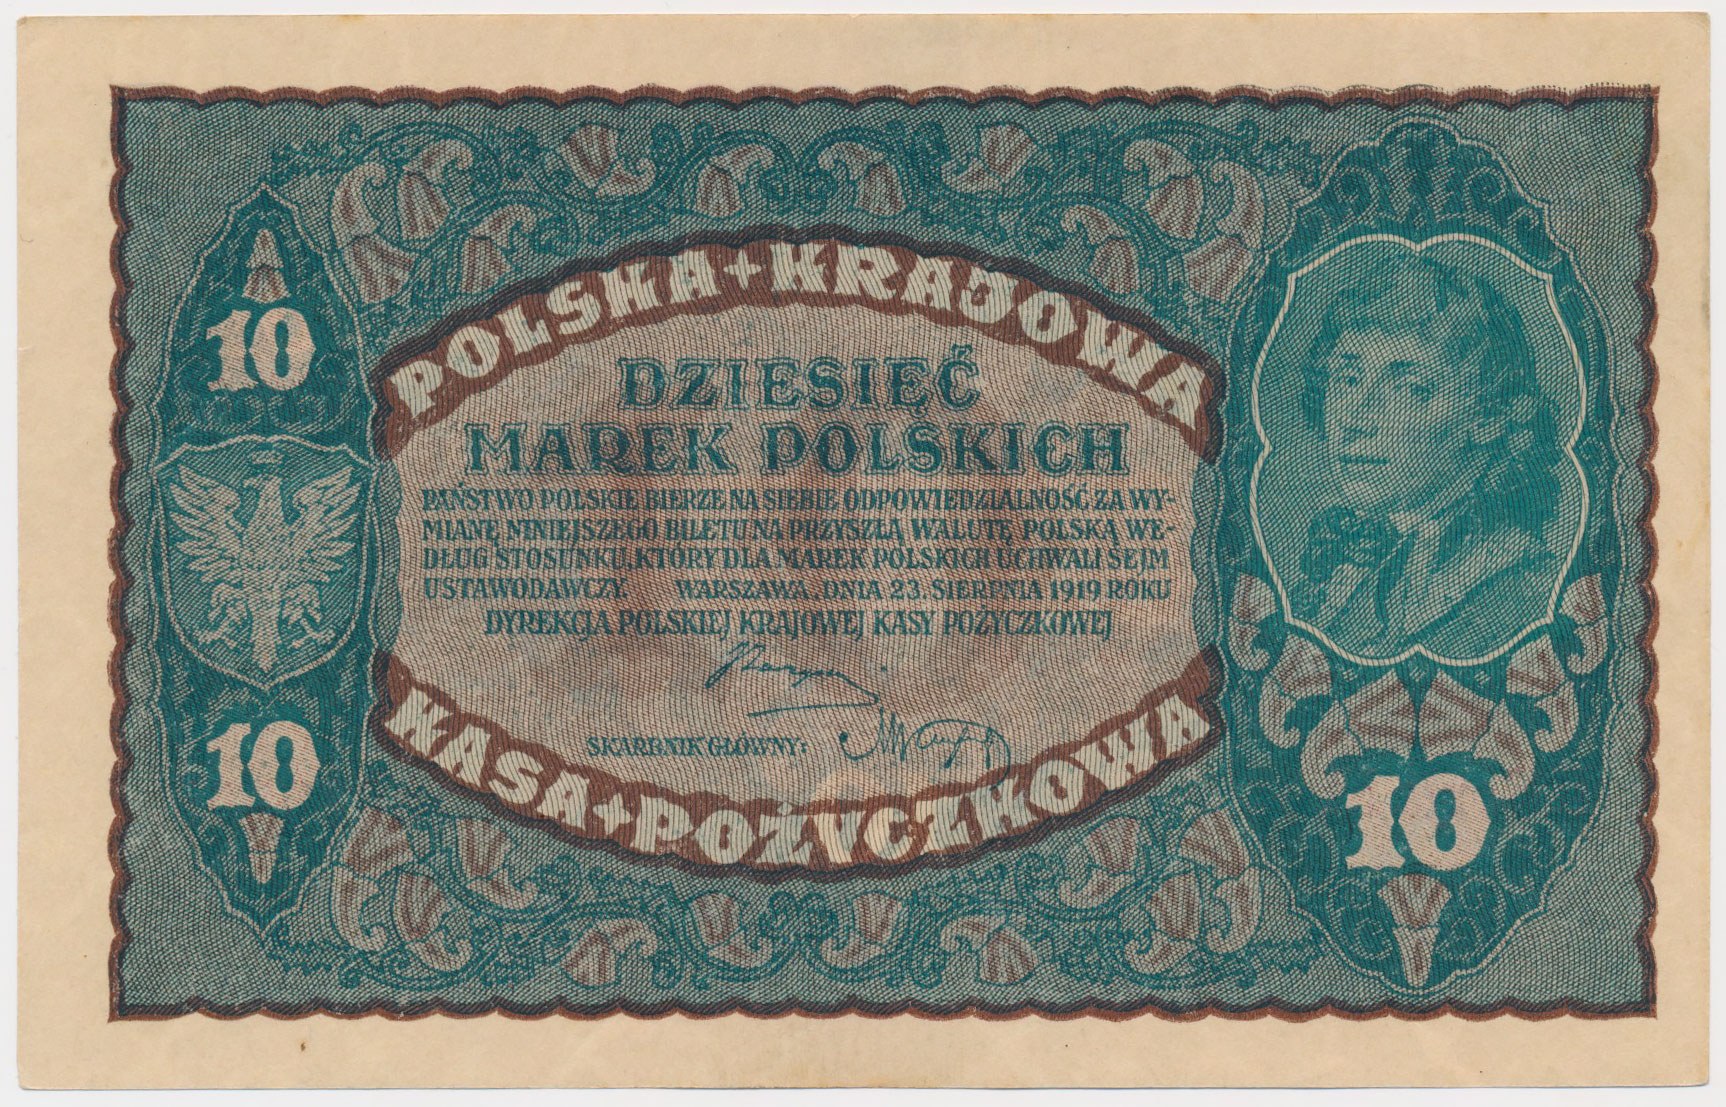 POLSKA + KRAJOWA
10
DZIESIĘĆ
MAREK POLSKICH
PAŃSTWO POLSKIE BIERZE NA SIEBIE ODPOWIEDZIALNOŚĆ ZA WY-
MIANĘ NINIEJSZEGO BILETU NA PRZYSZŁĄ WALUTĘ POLSKĄ WE-
DŁUG STOSUNKU, KTÓRY DLA MAREK POLSKICH UCHWALI SEJM
USTAWODAWCZY. WARSZAWA, DNIA 23. SIERPNIA 1919 ROKU
DYREKCJA POLSKIEJ KRAJOWEJ KASY POŻYCZKOWEJ
SKARBNIK GŁÓWNY:
10
KASA + POŻYCZKOWA
10